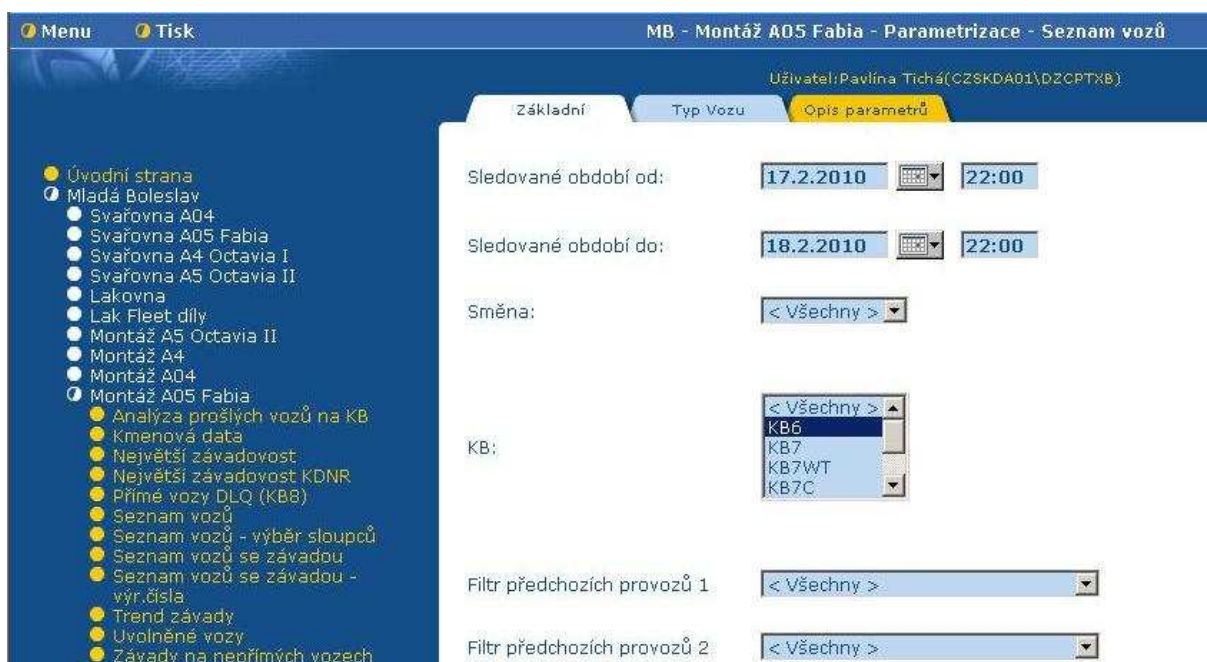 Menu Tisk MB - Montáž A05 Fabia - Parametrizace - Seznam vozů
Uživatel:Pavlína Tichá(CZSKDA01\DZCPTXB)
Základní Typ Vozu Opis parametrů
Úvodní strana
Mladá Boleslav
Svařovna A04
Svařovna A05 Fabia
Svařovna A4 Octavia I
Svařovna A5 Octavia II
Lakovna
Lak Fleet díly
Montáž A5 Octavia II
Montáž A4
Montáž A04
Montáž A05 Fabia
Analýza prošlých vozů na KB
Kmenová data
Největší závadovost
Největší závadovost KDNR
Přímé vozy DLQ (KB8)
Seznam vozů
Seznam vozů - výběr sloupců
Seznam vozů se závadou
Seznam vozů se závadou -
výr.čísla
Trend závady
Uvolněné vozy
Závady na nepřímých vozech
Sledované období od: 17.2.2010 22:00
Sledované období do: 18.2.2010 22:00
Směna: < Všechny >
KB:
< Všechny >
KB6
KB7
KB7WT
KB7C
Filtr předchozích provozů 1 < Všechny >
Filtr předchozích provozů 2 < Všechny >